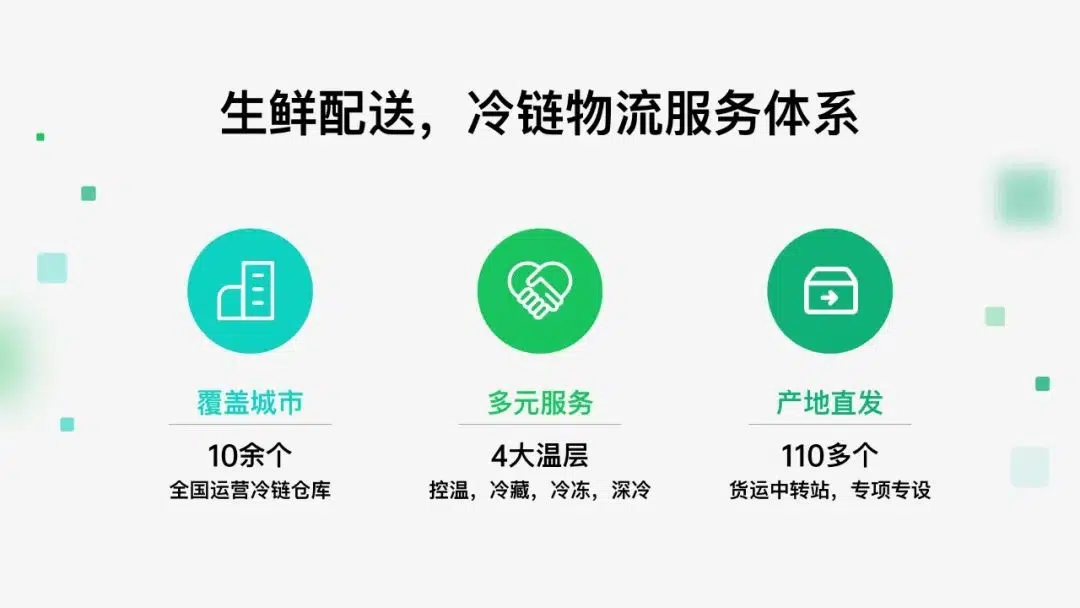 生鲜配送，冷链物流服务体系
覆盖城市
10余个
全国运营冷链仓库
多元服务
4大温层
控温，冷藏，冷冻，深冷
产地直发
110多个
货运中转站，专项专设